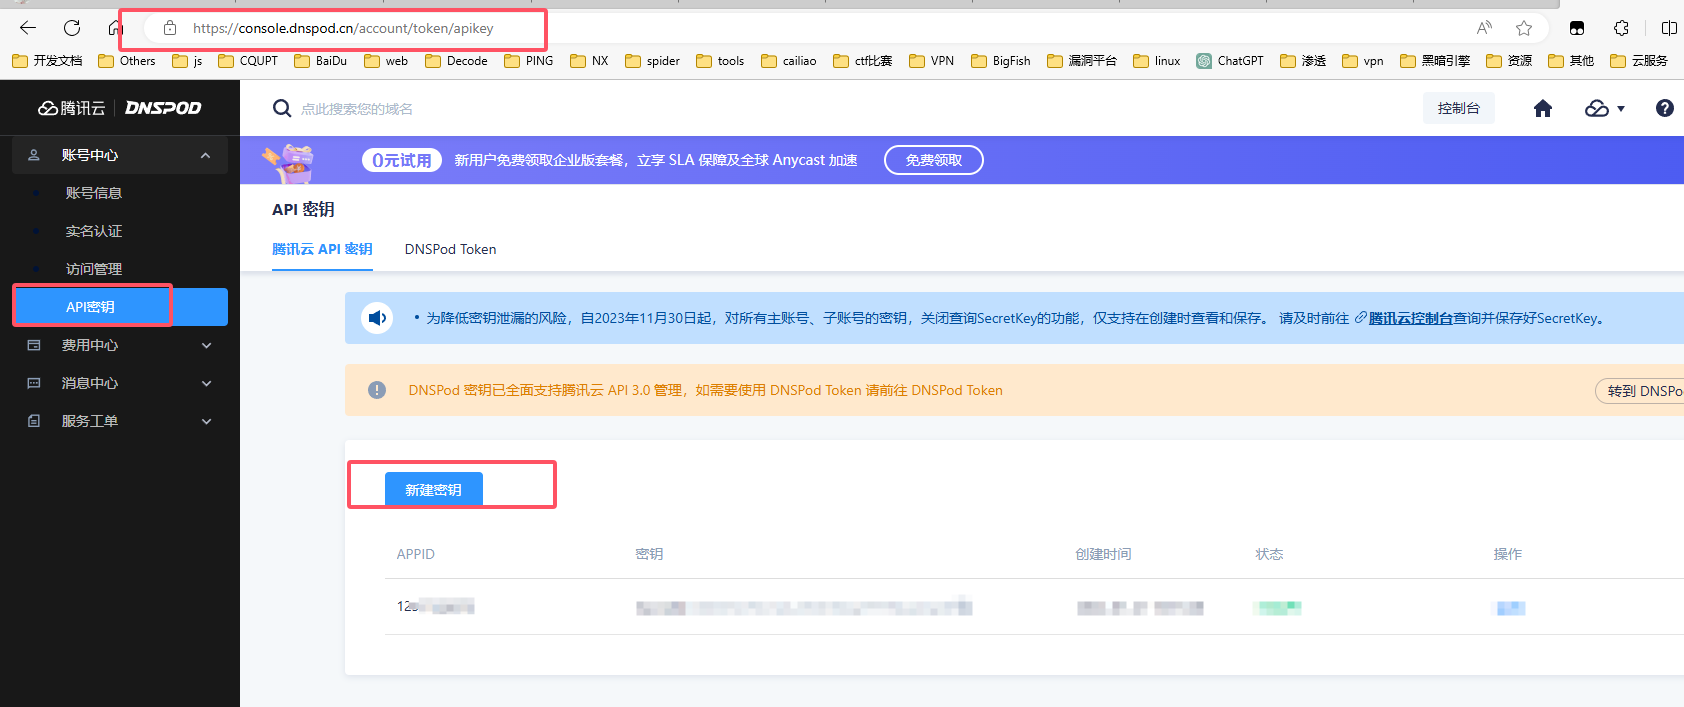 https://console.dnspod.cn/account/token/apikey
开发文档 Others js CQUPT BaiDu web Decode PING NX spider tools cailiao ctf比赛 VPN BigFish 漏洞平台 linux ChatGPT 渗透 vpn 黑暗引擎 资源 其他 云服务
腾讯云 DNSPOD
点此搜索您的域名
控制台
账号中心
账号信息
实名认证
访问管理
API密钥
费用中心
消息中心
服务工单
0元试用 新用户免费领取企业版套餐，立享 SLA 保障及全球 Anycast 加速 免费领取
API 密钥
腾讯云 API 密钥 DNSPod Token
• 为降低密钥泄漏的风险，自2023年11月30日起，对所有主账号、子账号的密钥，关闭查询SecretKey的功能，仅支持在创建时查看和保存。 请及时前往 腾讯云控制台查询并保存好SecretKey。
DNSPod 密钥已全面支持腾讯云 API 3.0 管理，如需要使用 DNSPod Token 请前往 DNSPod Token
转到 DNSPo
新建密钥
APPID 密钥 创建时间 状态 操作
12